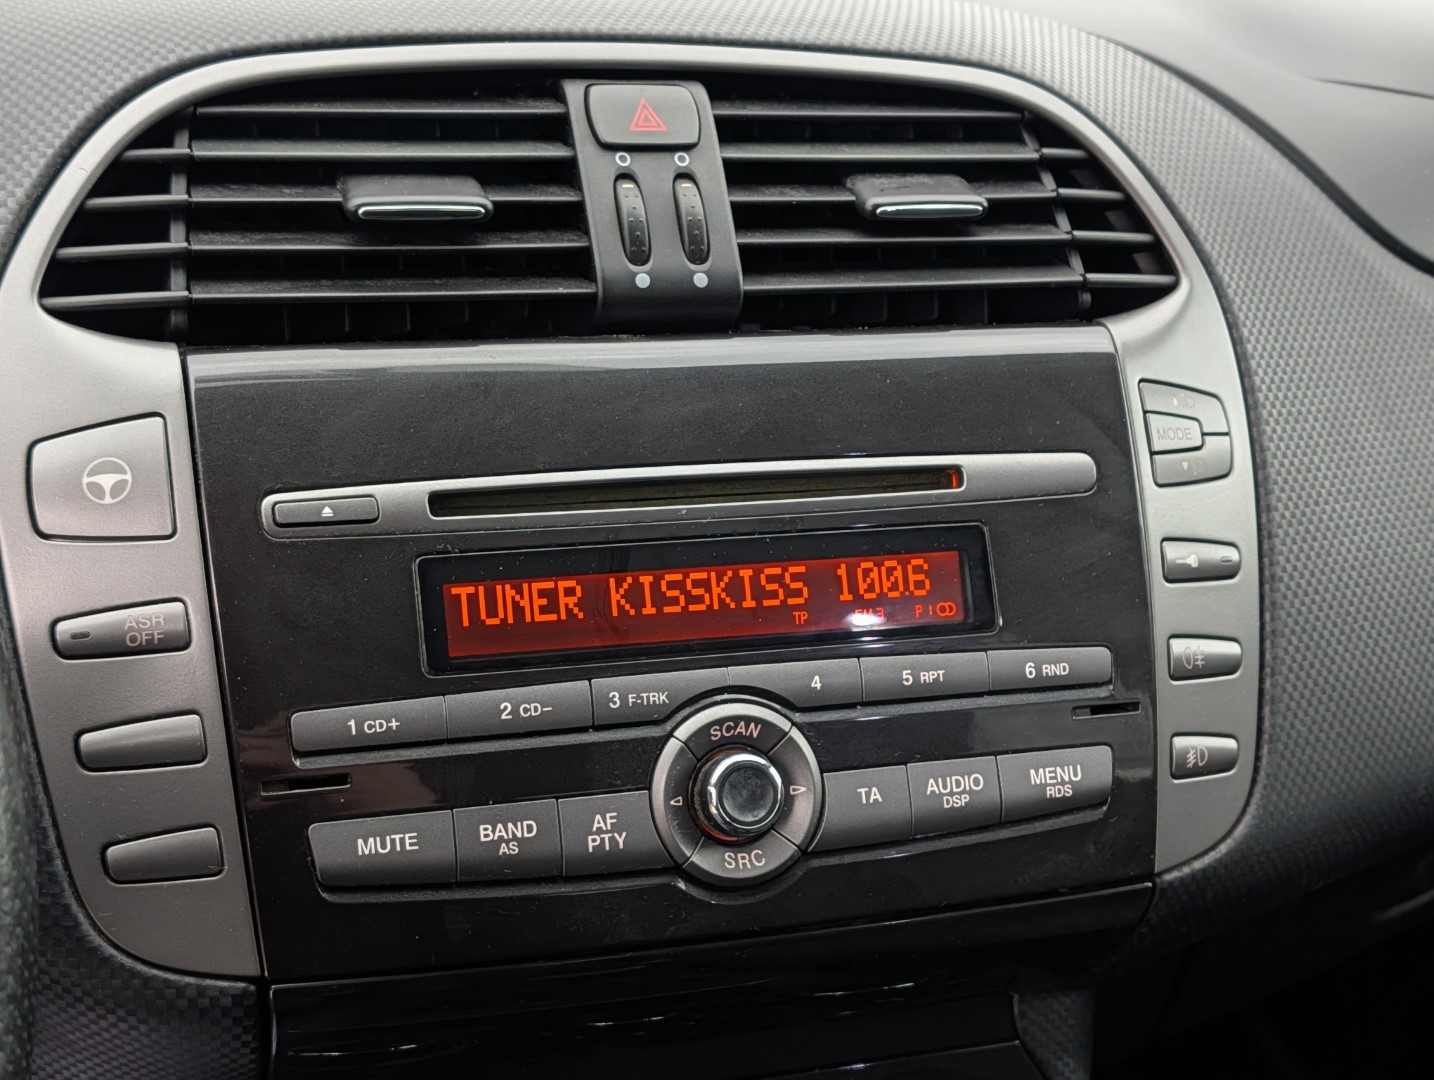 MODE
ASR
OFF
TUNER KISSKISS 100.6
TP FM3 P1
1 CD+ 2 CD- 3 F-TRK 4 5 RPT 6 RND
SCAN
MUTE
BAND
AS
AF
PTY
SRC
TA
AUDIO
DSP
MENU
RDS